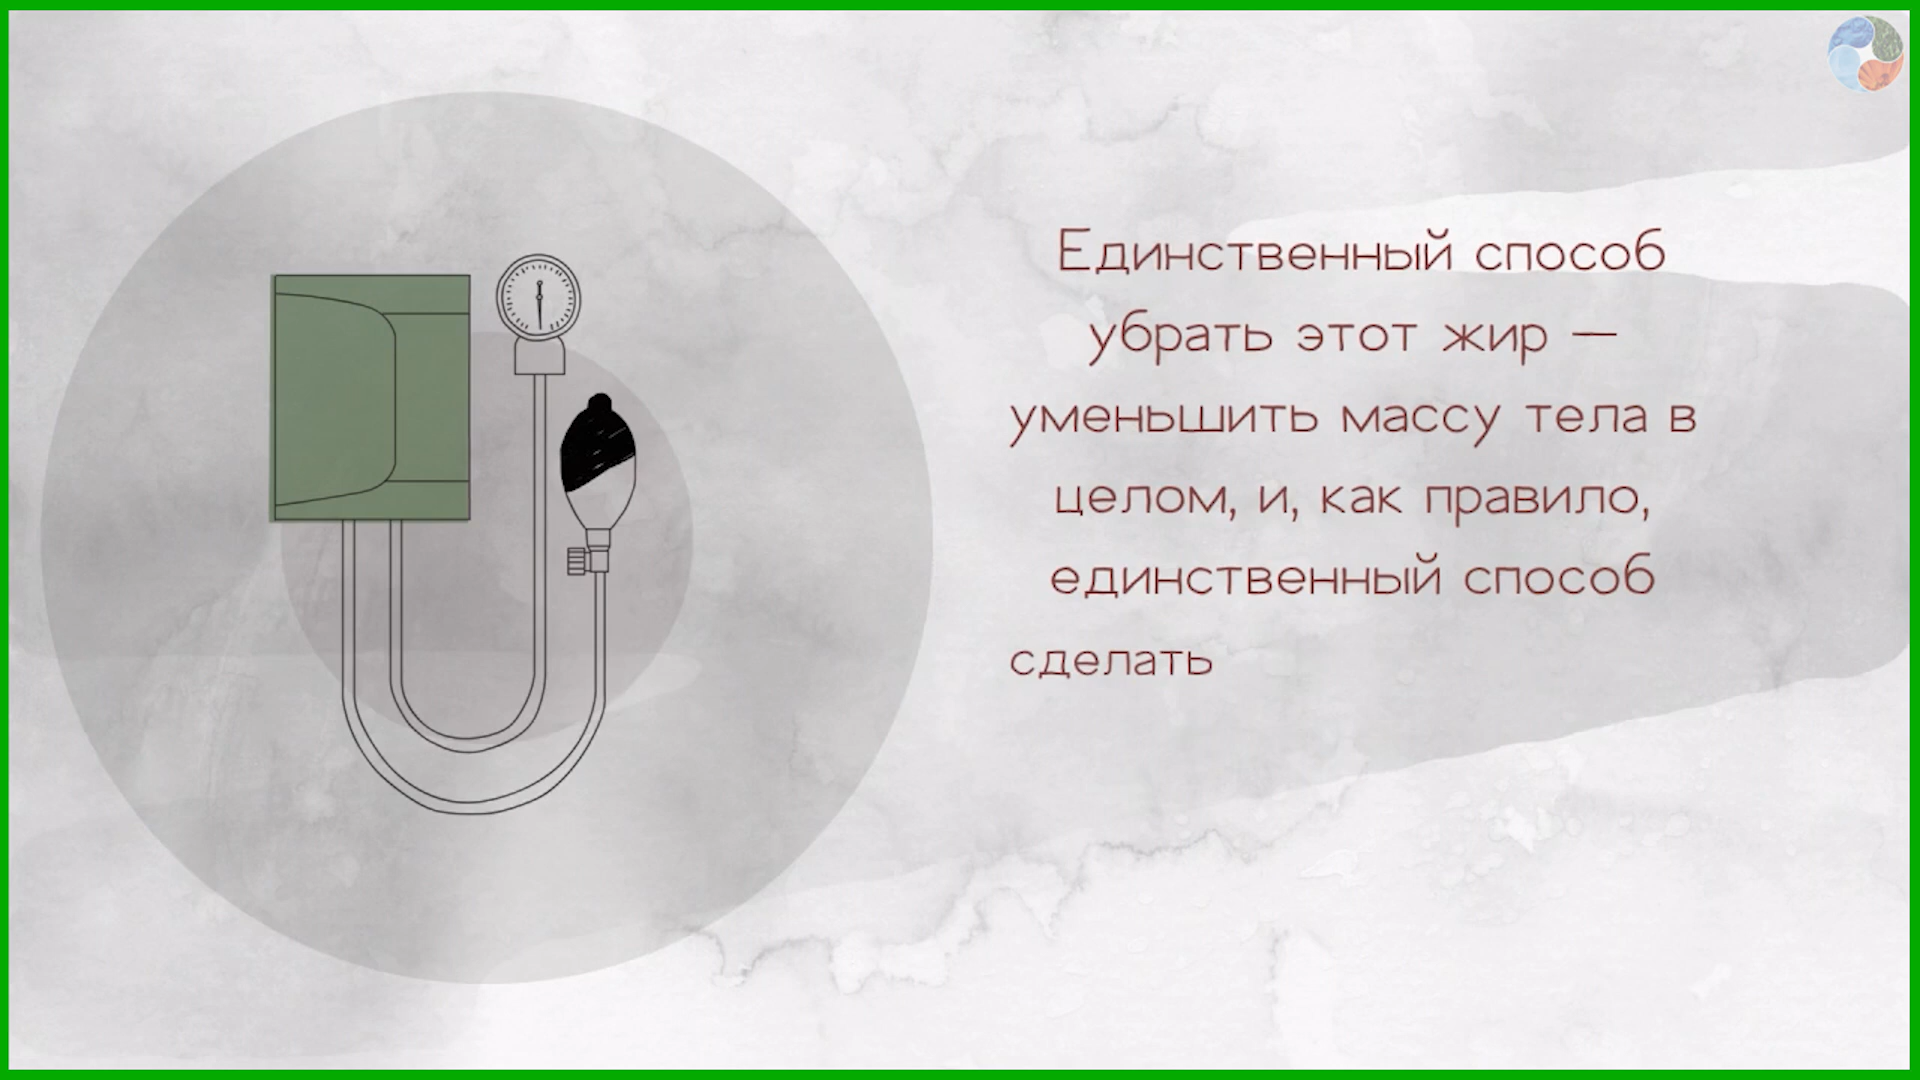 Единственный способ
убрать этот жир —
уменьшить массу тела в
целом, и, как правило,
единственный способ
сделать